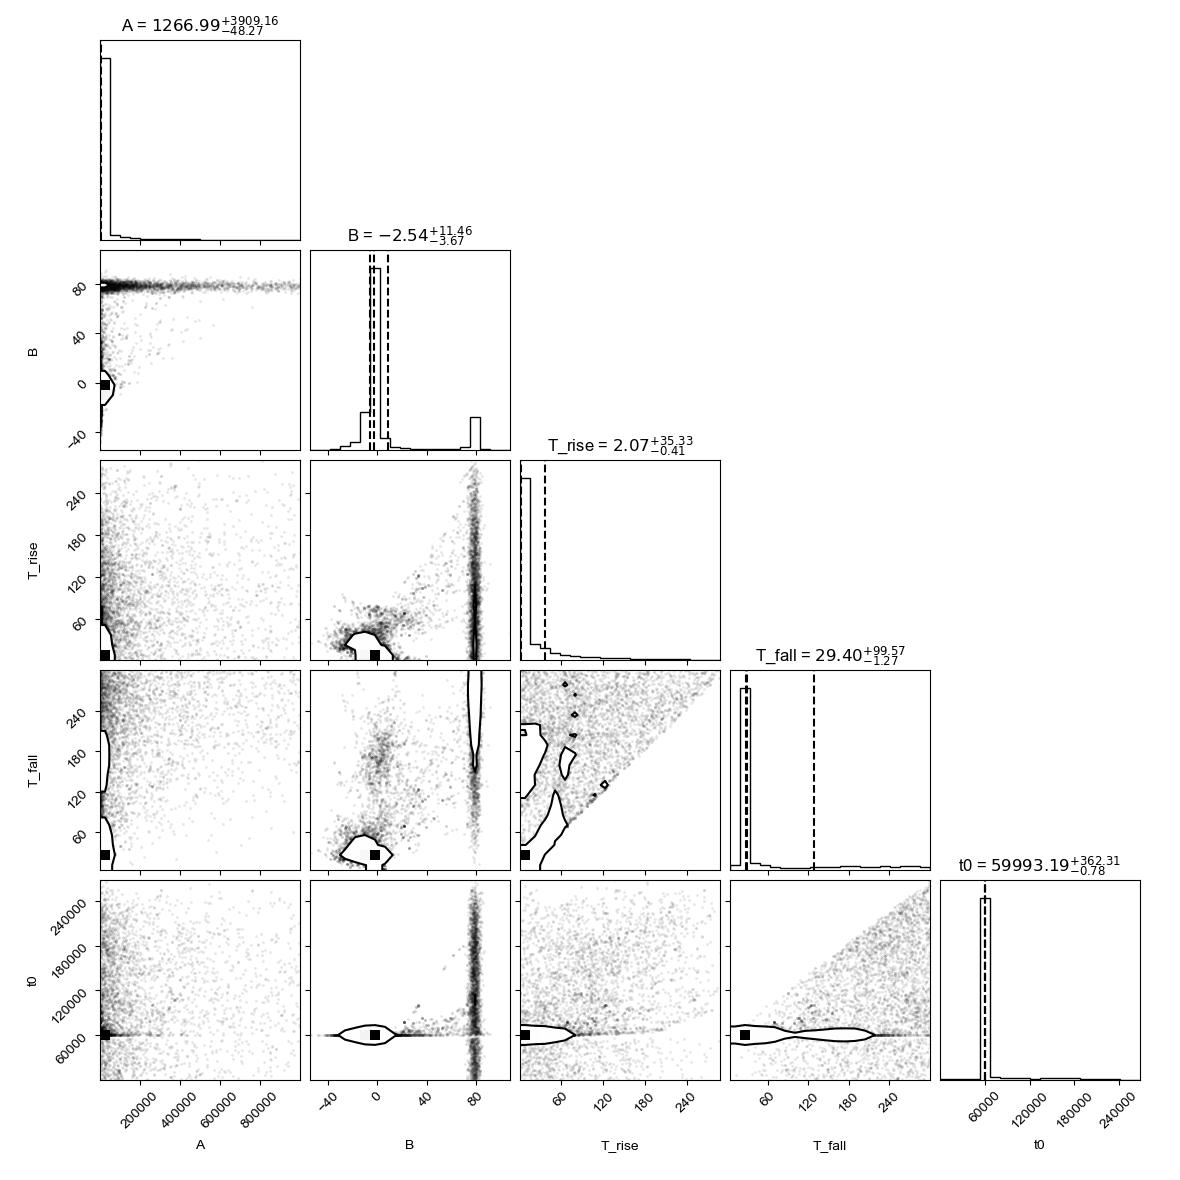 A = 1266.99+3909.16−48.27
B = −2.54+11.46−3.67
80
40
0
−40
B
T_rise = 2.07+35.33−0.41
240
180
120
60
T_rise
T_fall = 29.40+99.57−1.27
240
180
120
60
T_fall
t0 = 59993.19+362.31−0.78
240000
180000
120000
60000
t0
200000 400000 600000 800000
−40 0 40 80
60 120 180 240
60 120 180 240
60000 120000 180000 240000
A B T_rise T_fall t0